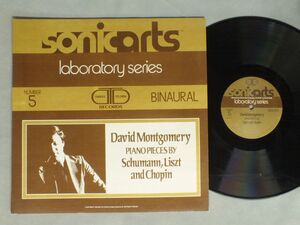 sonicarts
laboratory series
NUMBER
5
RECORDS
BINAURAL
David Montgomery
PIANO PIECES BY
Schumann, Liszt
and Chopin
sonicarts
laboratory series